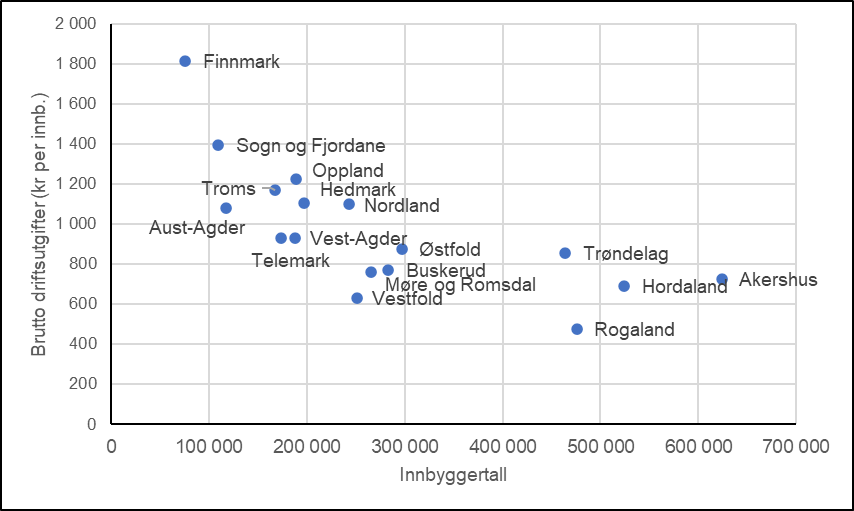 2 000
1 800
1 600
1 400
1 200
1 000
800
600
400
200
0
Brutto driftsutgifter (kr per innb.)
Finnmark
Sogn og Fjordane
Oppland
Troms
Hedmark
Nordland
Aust-Agder
Vest-Agder
Telemark
Østfold
Trøndelag
Buskerud
Møre og Romsdal
Vestfold
Hordaland
Akershus
Rogaland
0
100 000
200 000
300 000
400 000
500 000
600 000
700 000
Innbyggertall